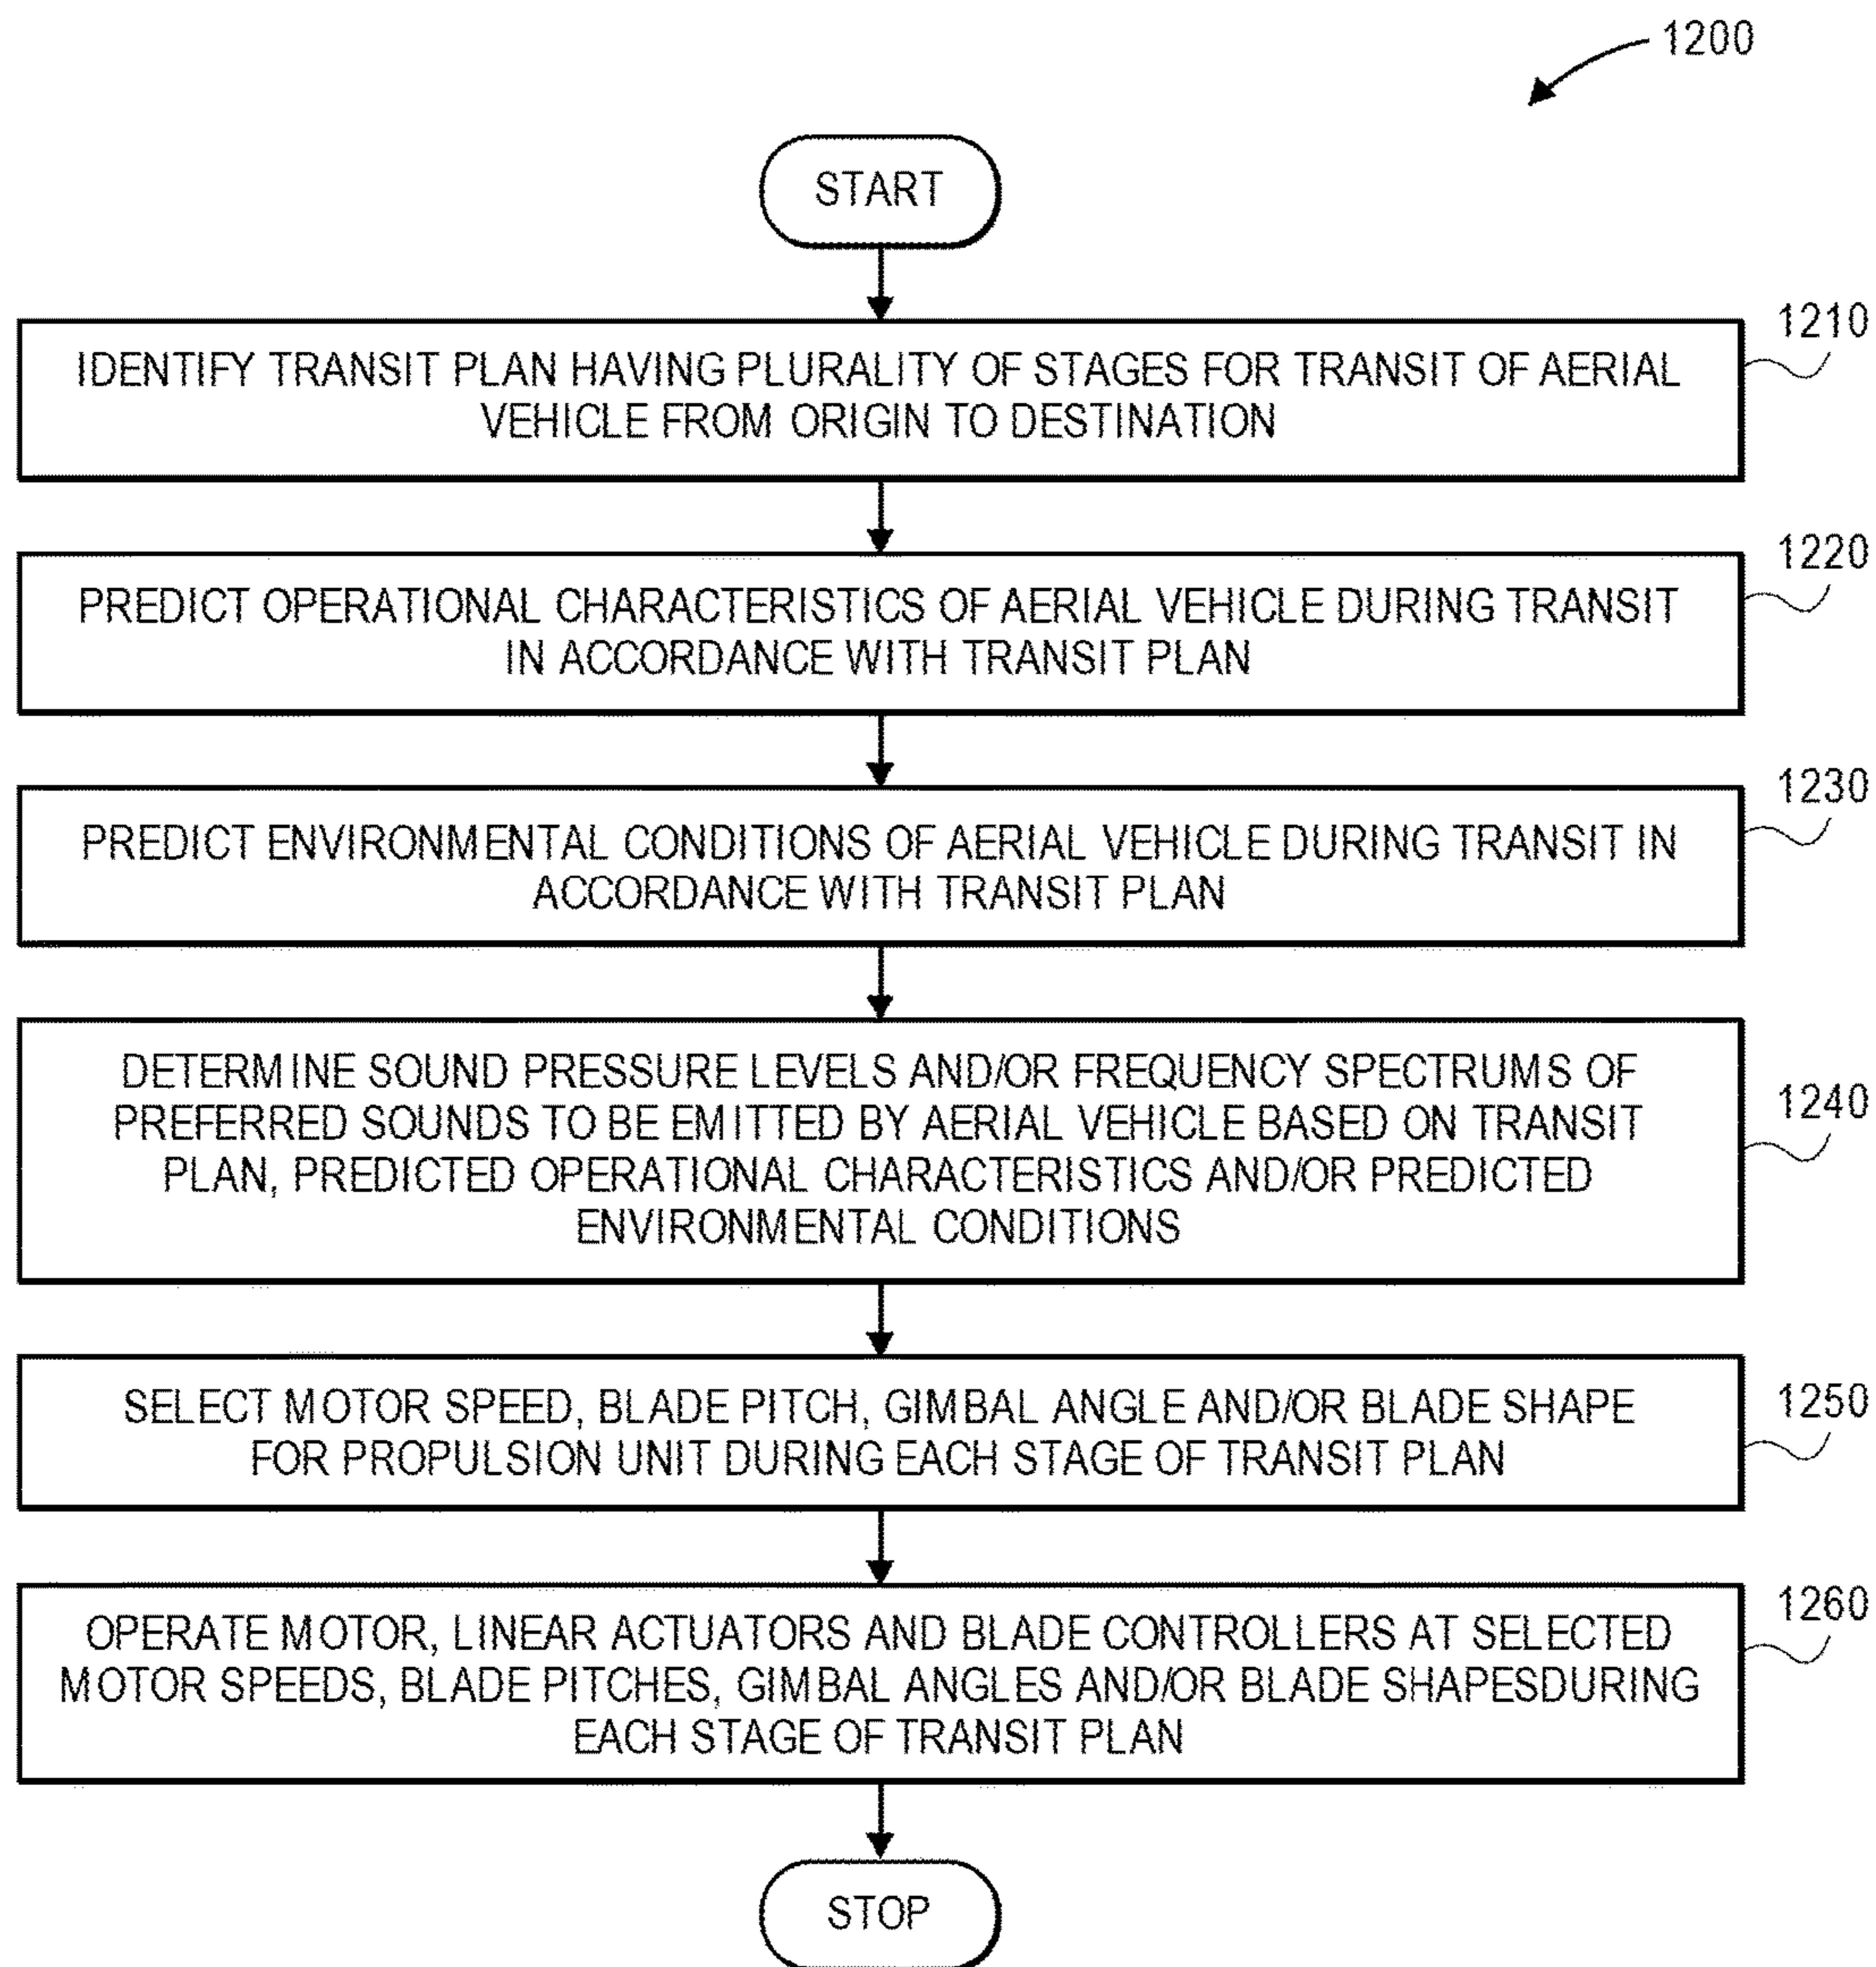 1200
START
1210
IDENTIFY TRANSIT PLAN HAVING PLURALITY OF STAGES FOR TRANSIT OF AERIAL
VEHICLE FROM ORIGIN TO DESTINATION
1220
PREDICT OPERATIONAL CHARACTERISTICS OF AERIAL VEHICLE DURING TRANSIT
IN ACCORDANCE WITH TRANSIT PLAN
1230
PREDICT ENVIRONMENTAL CONDITIONS OF AERIAL VEHICLE DURING TRANSIT IN
ACCORDANCE WITH TRANSIT PLAN
1240
DETERMINE SOUND PRESSURE LEVELS AND/OR FREQUENCY SPECTRUMS OF
PREFERRED SOUNDS TO BE EMITTED BY AERIAL VEHICLE BASED ON TRANSIT
PLAN, PREDICTED OPERATIONAL CHARACTERISTICS AND/OR PREDICTED
ENVIRONMENTAL CONDITIONS
1250
SELECT MOTOR SPEED, BLADE PITCH, GIMBAL ANGLE AND/OR BLADE SHAPE
FOR PROPULSION UNIT DURING EACH STAGE OF TRANSIT PLAN
1260
OPERATE MOTOR, LINEAR ACTUATORS AND BLADE CONTROLLERS AT SELECTED
MOTOR SPEEDS, BLADE PITCHES, GIMBAL ANGLES AND/OR BLADE SHAPESDURING
EACH STAGE OF TRANSIT PLAN
STOP